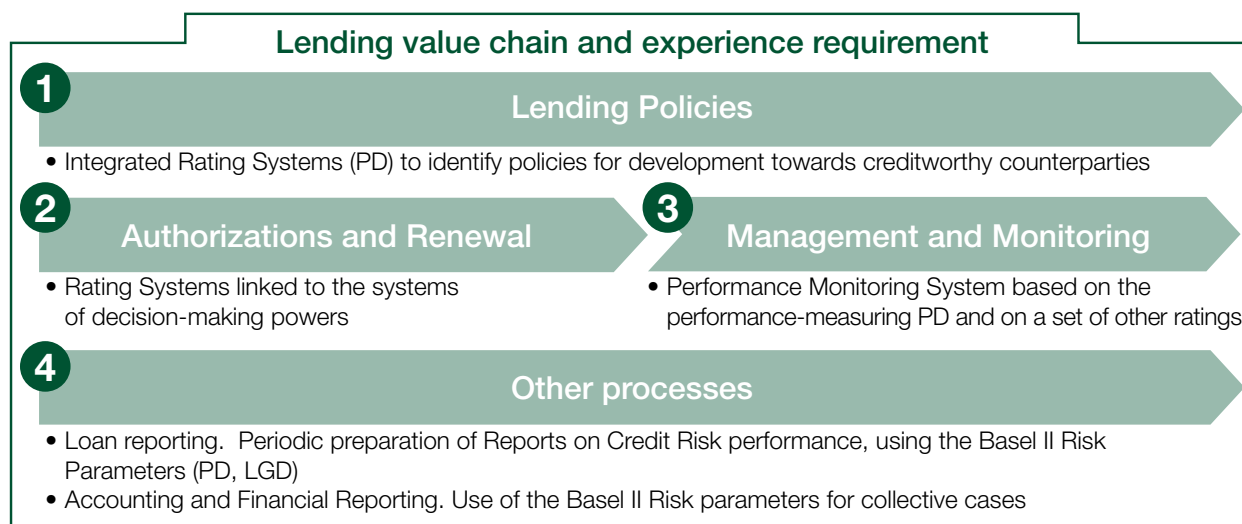 Lending value chain and experience requirement
1
Lending Policies
• Integrated Rating Systems (PD) to identify policies for development towards creditworthy counterparties
2
Authorizations and Renewal
• Rating Systems linked to the systems
of decision-making powers
3
Management and Monitoring
• Performance Monitoring System based on the
performance-measuring PD and on a set of other ratings
4
Other processes
• Loan reporting. Periodic preparation of Reports on Credit Risk performance, using the Basel II Risk
Parameters (PD, LGD)
• Accounting and Financial Reporting. Use of the Basel II Risk parameters for collective cases